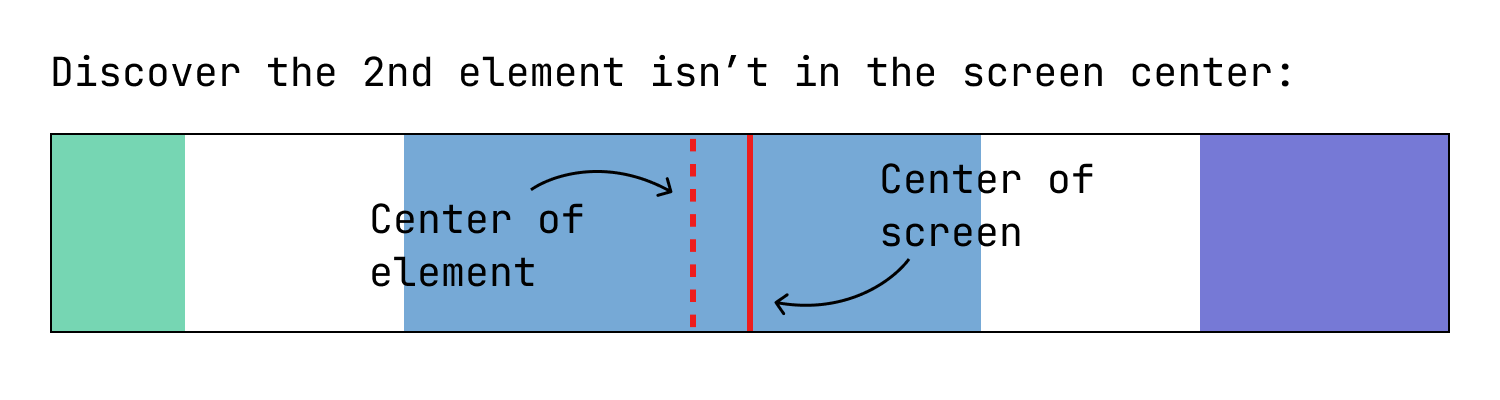 Discover the 2nd element isn’t in the screen center:
Center of
element
Center of
screen